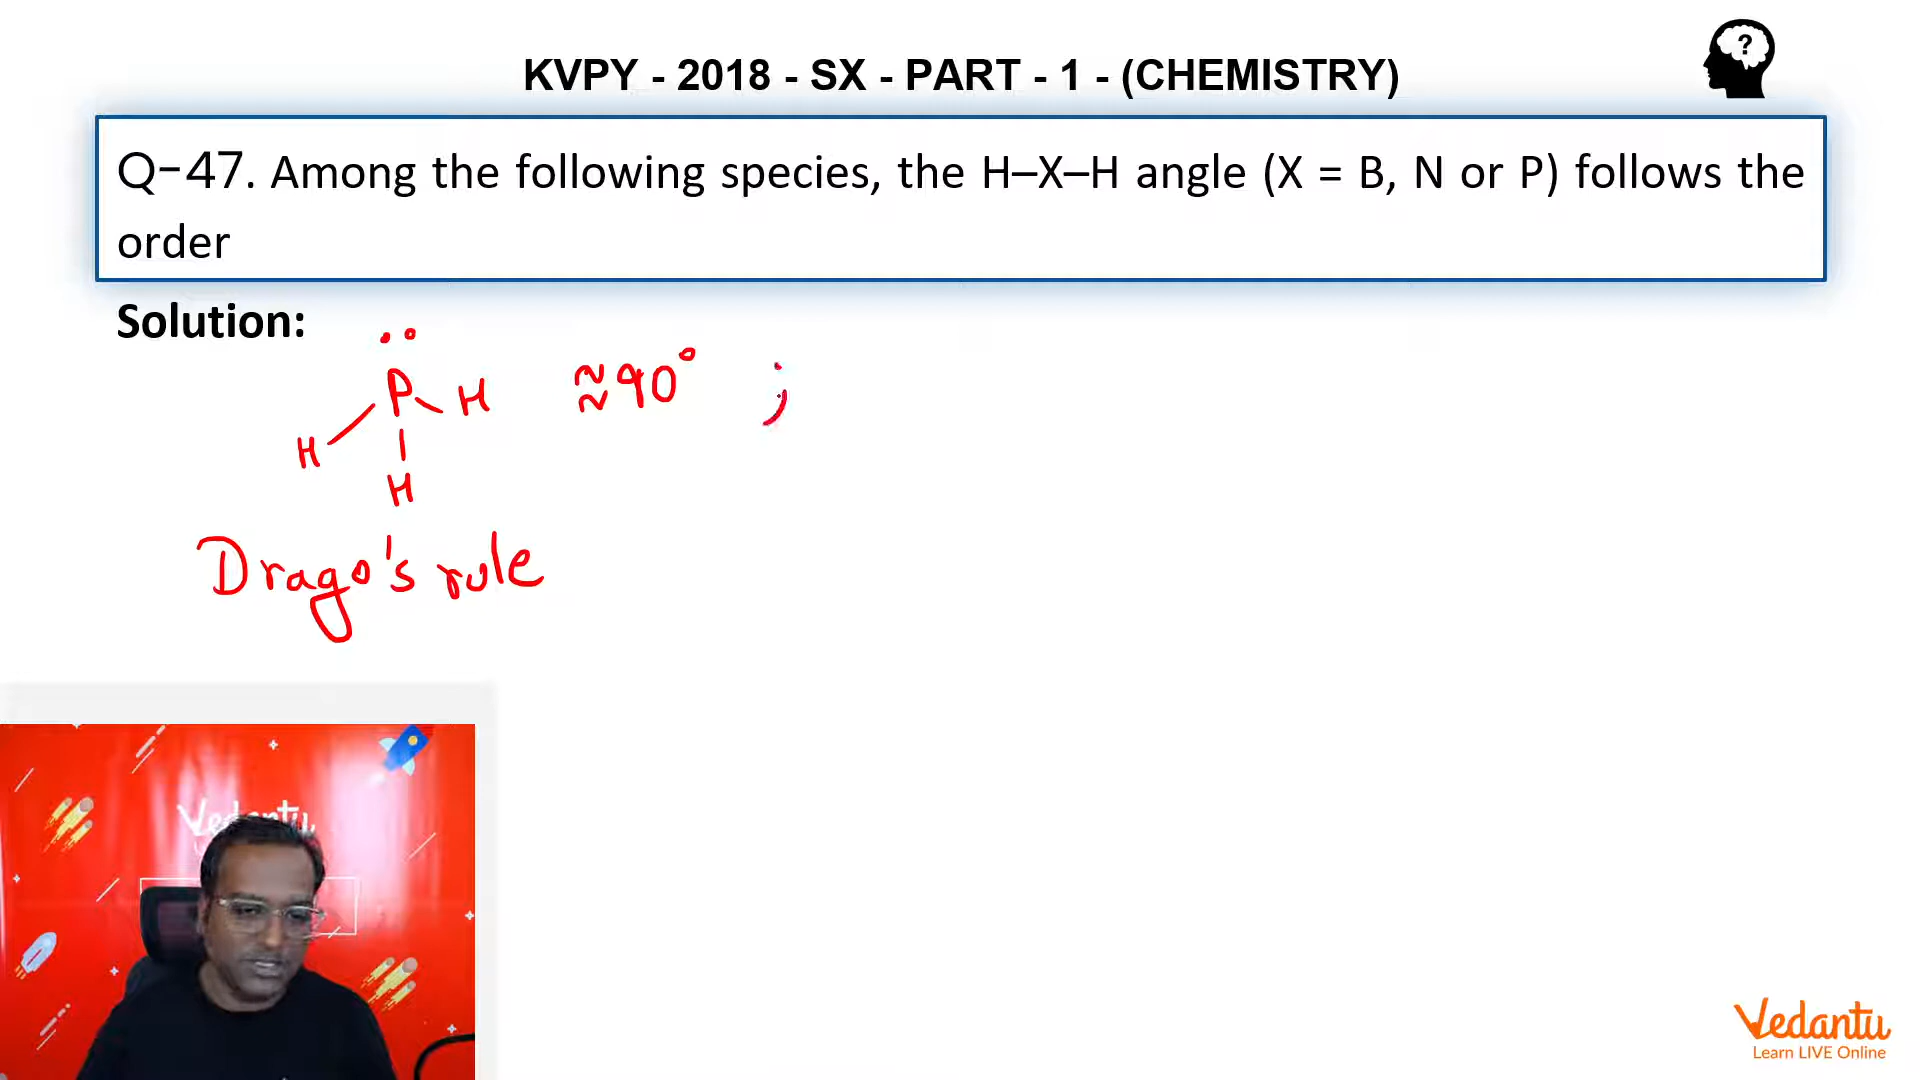 KVPY - 2018 - SX - PART - 1 - (CHEMISTRY)
?
Q-47. Among the following species, the H–X–H angle (X = B, N or P) follows the
order
Solution:
P H ≈90° ;
H
H
Drago's rule
Vedantu
Vedantu
Learn LIVE Online